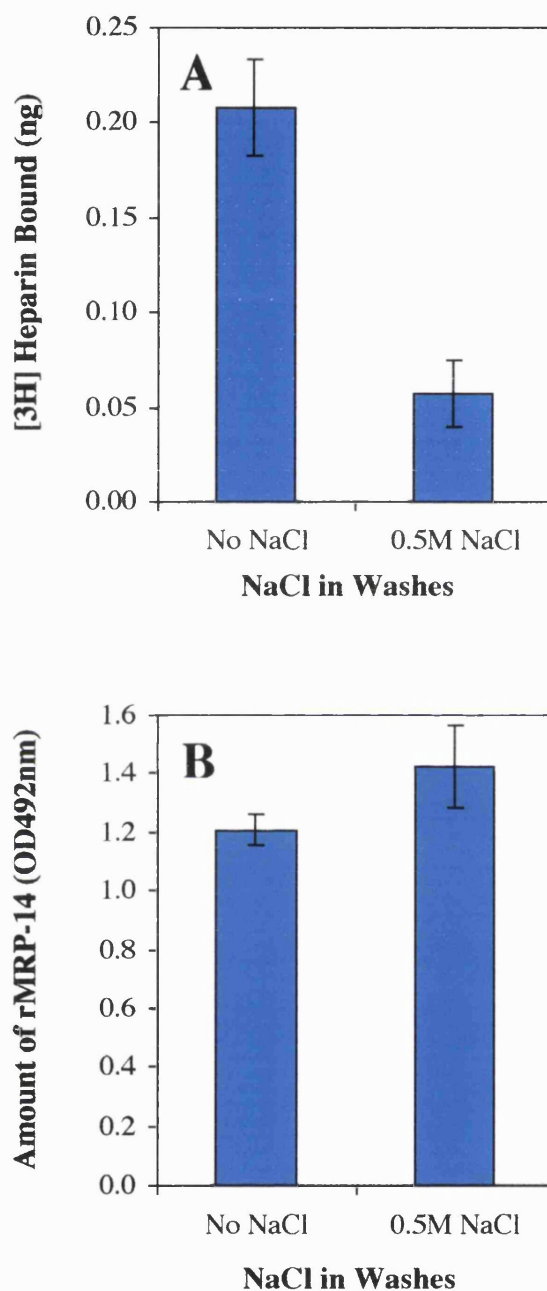 A
[3H] Heparin Bound (ng)
0.25
0.20
0.15
0.10
0.05
0.00
No NaCl
0.5M NaCl
NaCl in Washes
B
Amount of rMRP-14 (OD492nm)
1.6
1.4
1.2
1.0
0.8
0.6
0.4
0.2
0.0
No NaCl
0.5M NaCl
NaCl in Washes